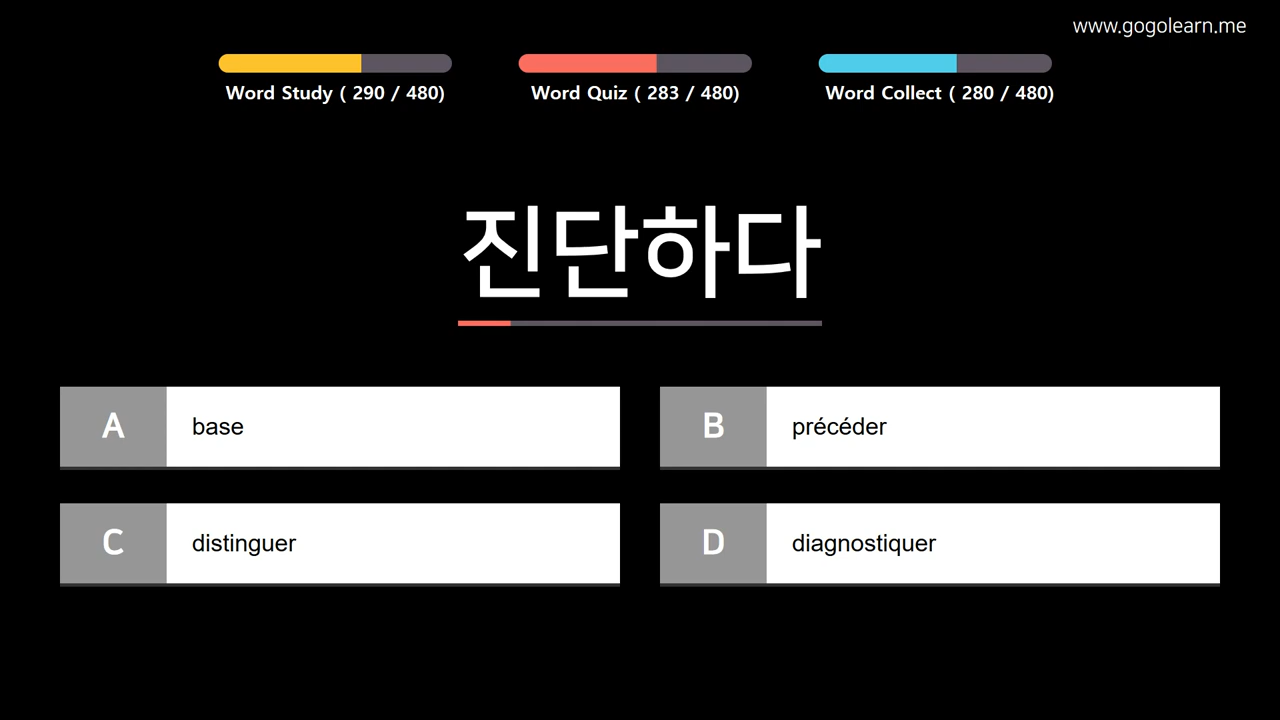 www.gogolearn.me
Word Study ( 290 / 480)
Word Quiz ( 283 / 480)
Word Collect ( 280 / 480)
진단하다
A base
B précéder
C distinguer
D diagnostiquer